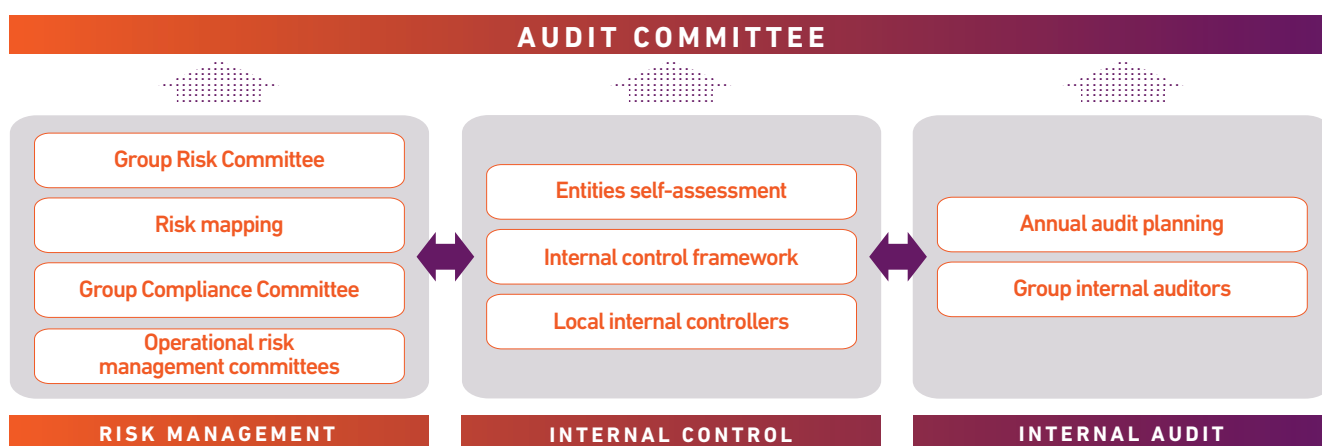 AUDIT COMMITTEE
Group Risk Committee
Risk mapping
Group Compliance Committee
Operational risk
management committees
RISK MANAGEMENT
Entities self-assessment
Internal control framework
Local internal controllers
INTERNAL CONTROL
Annual audit planning
Group internal auditors
INTERNAL AUDIT